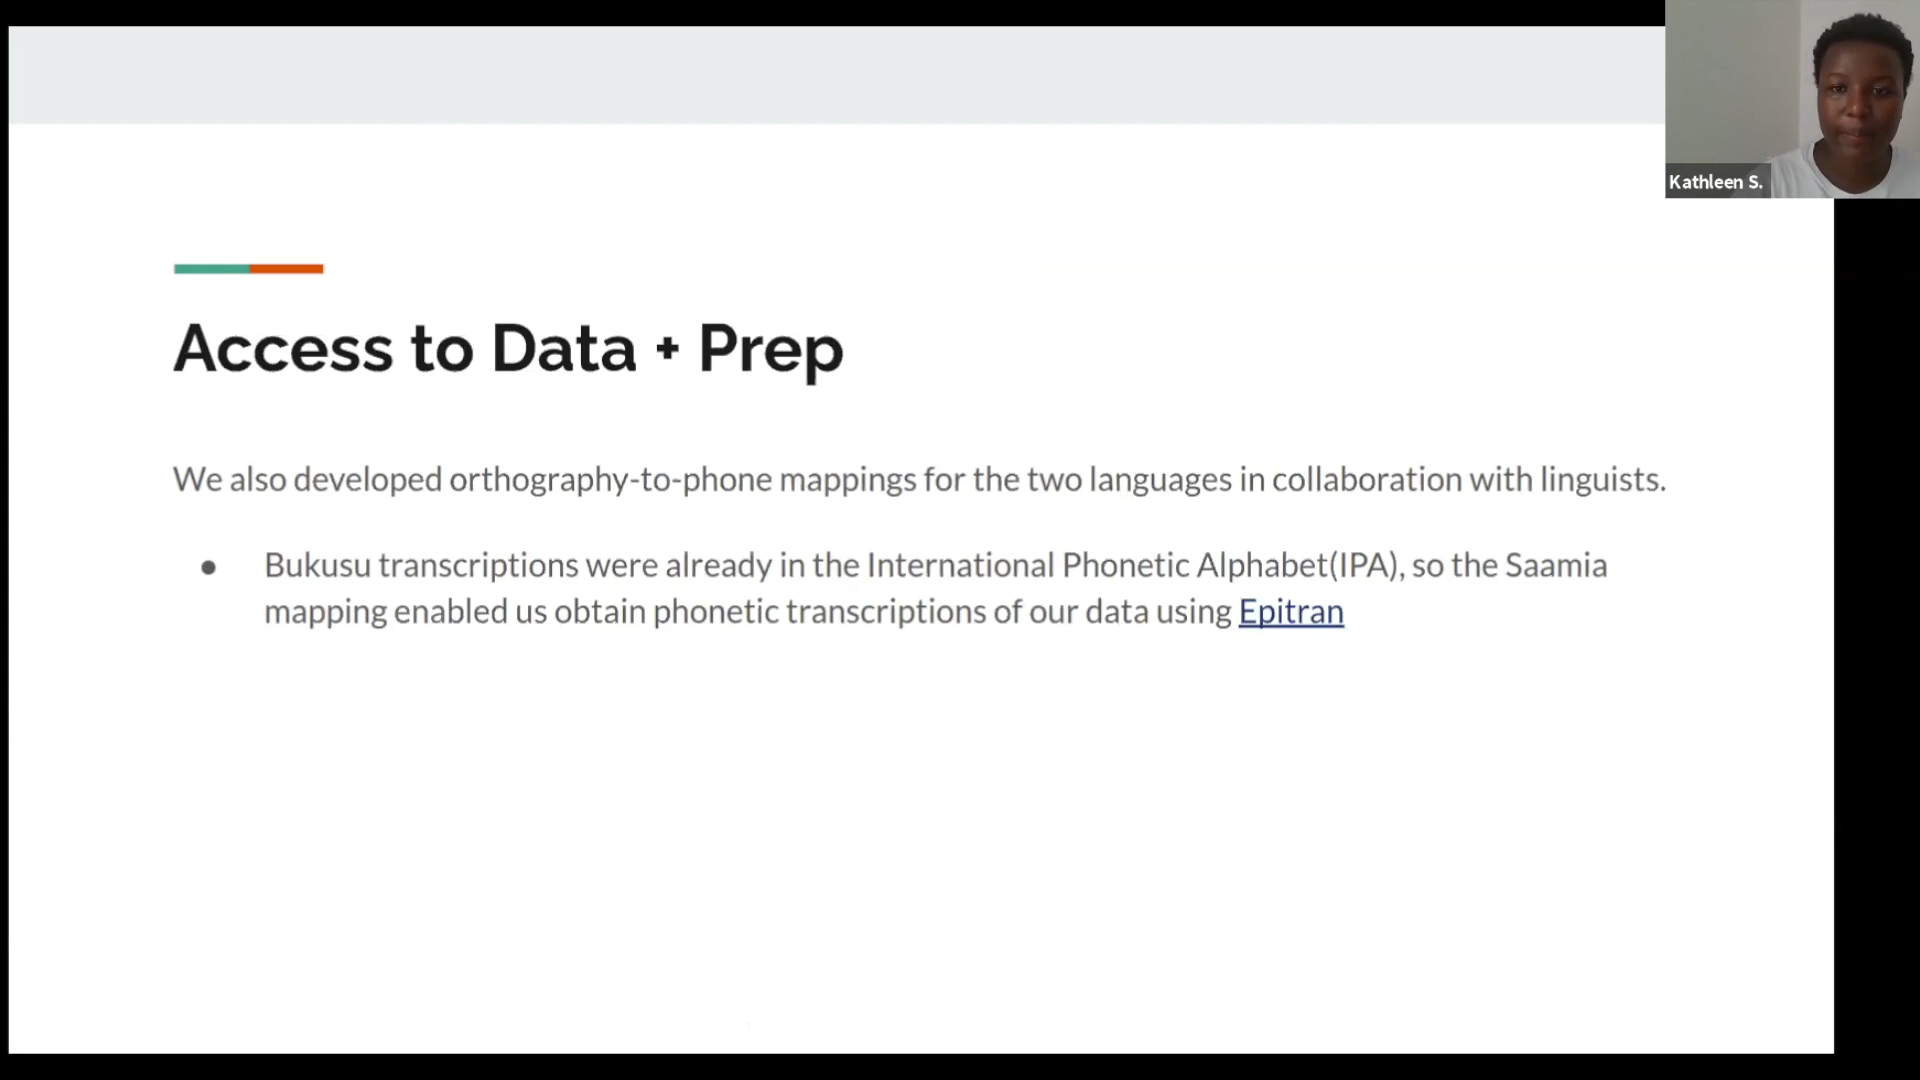 Kathleen S.
Access to Data + Prep
We also developed orthography-to-phone mappings for the two languages in collaboration with linguists.
● Bukusu transcriptions were already in the International Phonetic Alphabet(IPA), so the Saamia
mapping enabled us obtain phonetic transcriptions of our data using Epitran